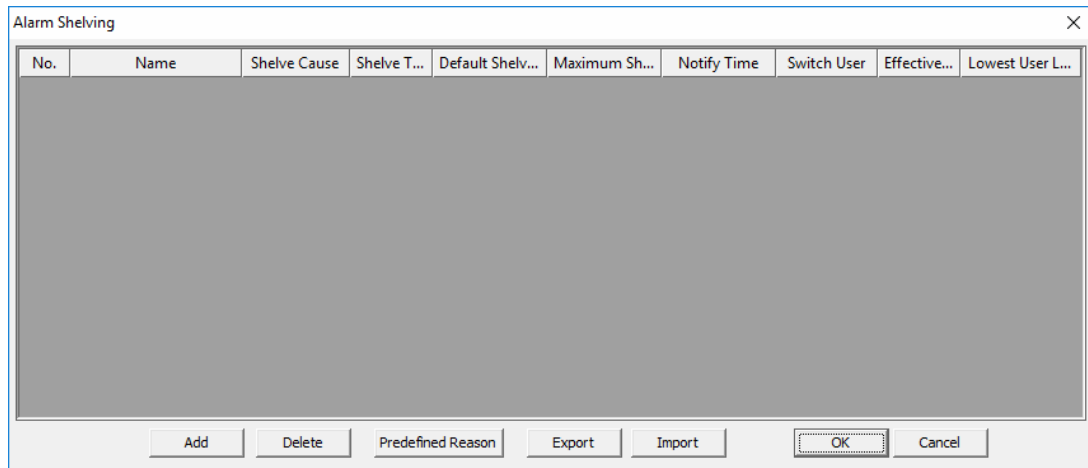 Alarm Shelving
No. Name Shelve Cause Shelve T... Default Shelv... Maximum Sh... Notify Time Switch User Effective... Lowest User L...
Add Delete Predefined Reason Export Import OK Cancel